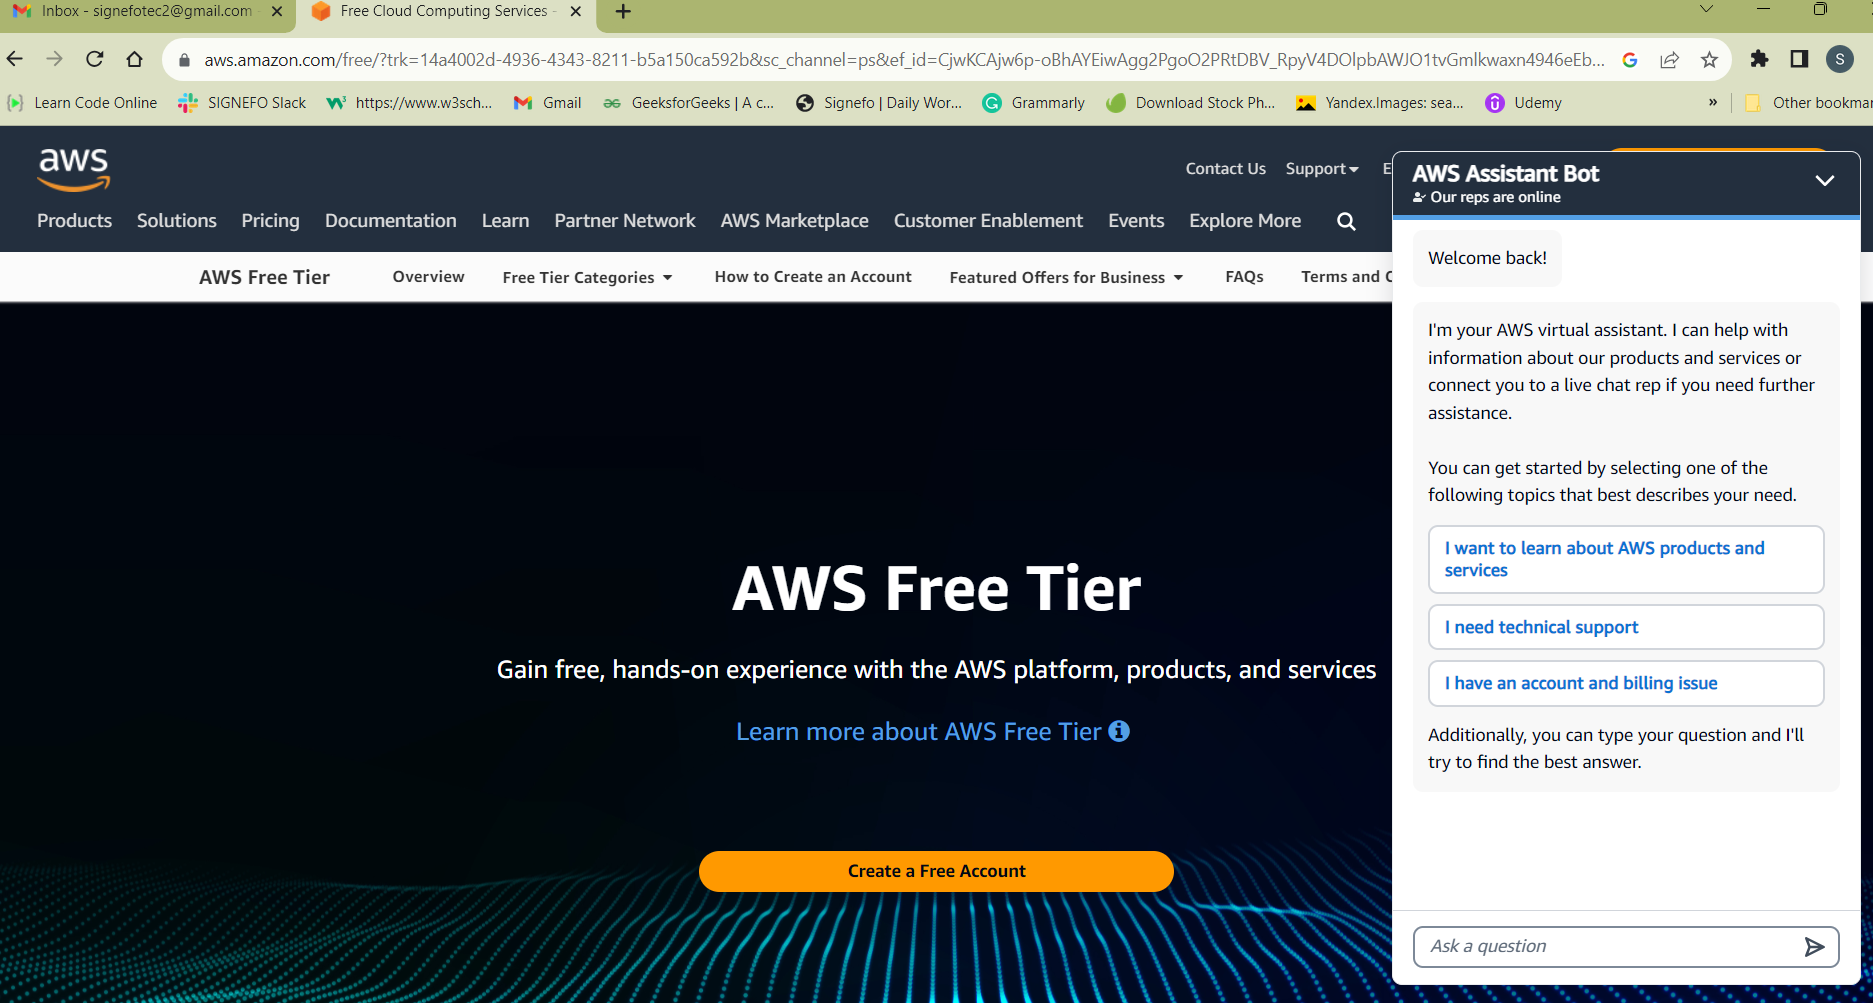 Inbox - signefotec2@gmail.com
Free Cloud Computing Services -
aws.amazon.com/free/?trk=14a4002d-4936-4343-8211-b5a150ca592b&sc_channel=ps&ef_id=CjwKCAjw6p-oBhAYEiwAgg2PgoO2PRtDBV_RpyV4DOlpbAWJO1tvGmlkwaxn4946eEb...
S
Learn Code Online
SIGNEFO Slack
https://www.w3sch...
Gmail
GeeksforGeeks | A c...
Signefo | Daily Wor...
Grammarly
Download Stock Ph...
Yandex.Images: sea...
Udemy
»
Other bookmar
aws
Contact Us Support E
Products Solutions Pricing Documentation Learn Partner Network AWS Marketplace Customer Enablement Events Explore More
AWS Free Tier Overview Free Tier Categories How to Create an Account Featured Offers for Business FAQs Terms and C
AWS Free Tier
Gain free, hands-on experience with the AWS platform, products, and services
Learn more about AWS Free Tier
Create a Free Account
AWS Assistant Bot
Our reps are online
Welcome back!
I'm your AWS virtual assistant. I can help with
information about our products and services or
connect you to a live chat rep if you need further
assistance.
You can get started by selecting one of the
following topics that best describes your need.
I want to learn about AWS products and
services
I need technical support
I have an account and billing issue
Additionally, you can type your question and I'll
try to find the best answer.
Ask a question